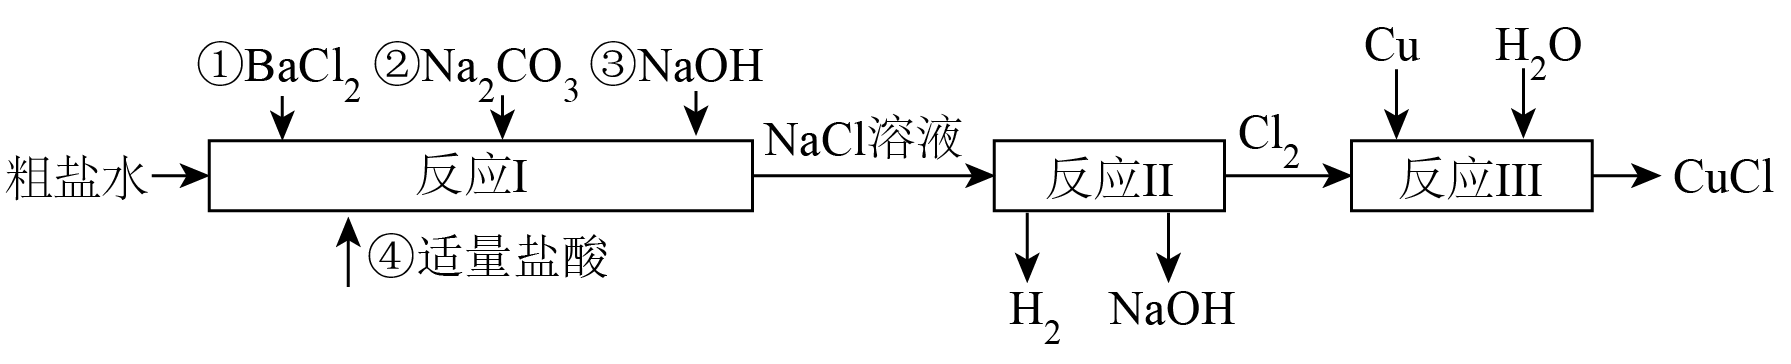 Cu H₂O
①BaCl₂ ②Na₂CO₃ ③NaOH
NaCl溶液 Cl₂
粗盐水 反应I 反应II 反应III CuCl
④适量盐酸
H₂ NaOH